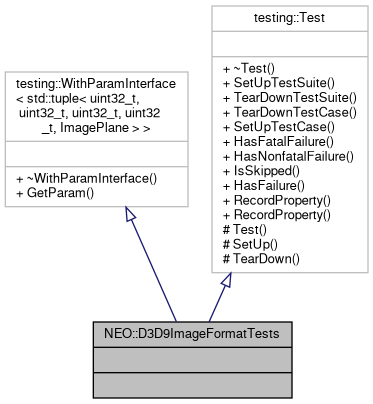 testing::Test
+ ~Test()
+ SetUpTestSuite()
+ TearDownTestSuite()
+ TearDownTestCase()
+ SetUpTestCase()
+ HasFatalFailure()
+ HasNonfatalFailure()
+ IsSkipped()
+ HasFailure()
+ RecordProperty()
+ RecordProperty()
# Test()
# SetUp()
# TearDown()
testing::WithParamInterface
< std::tuple< uint32_t,
uint32_t, uint32_t, uint32
_t, ImagePlane > >
+ ~WithParamInterface()
+ GetParam()
NEO::D3D9ImageFormatTests